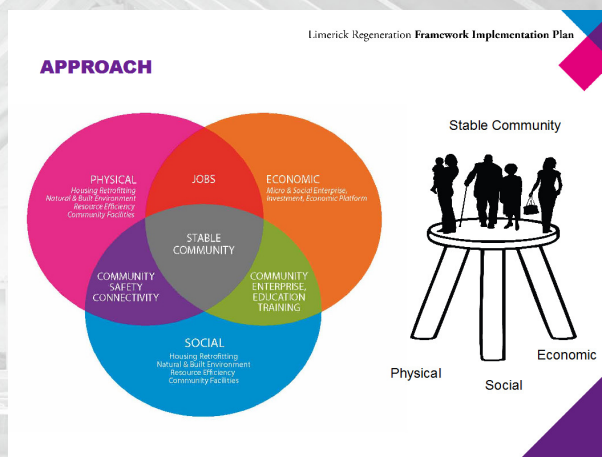 Limerick Regeneration Framework Implementation Plan
APPROACH
PHYSICAL
Housing Retrofitting
Natural & Built Environment
Resource Efficiency
Community Facilities
JOBS
ECONOMIC
Micro & Social Enterprise,
Investment, Economic Platform
STABLE
COMMUNITY
COMMUNITY
SAFETY
CONNECTIVITY
COMMUNITY
ENTERPRISE,
EDUCATION
TRAINING
SOCIAL
Housing Retrofitting
Natural & Built Environment
Resource Efficiency
Community Facilities
Stable Community
Physical
Social
Economic